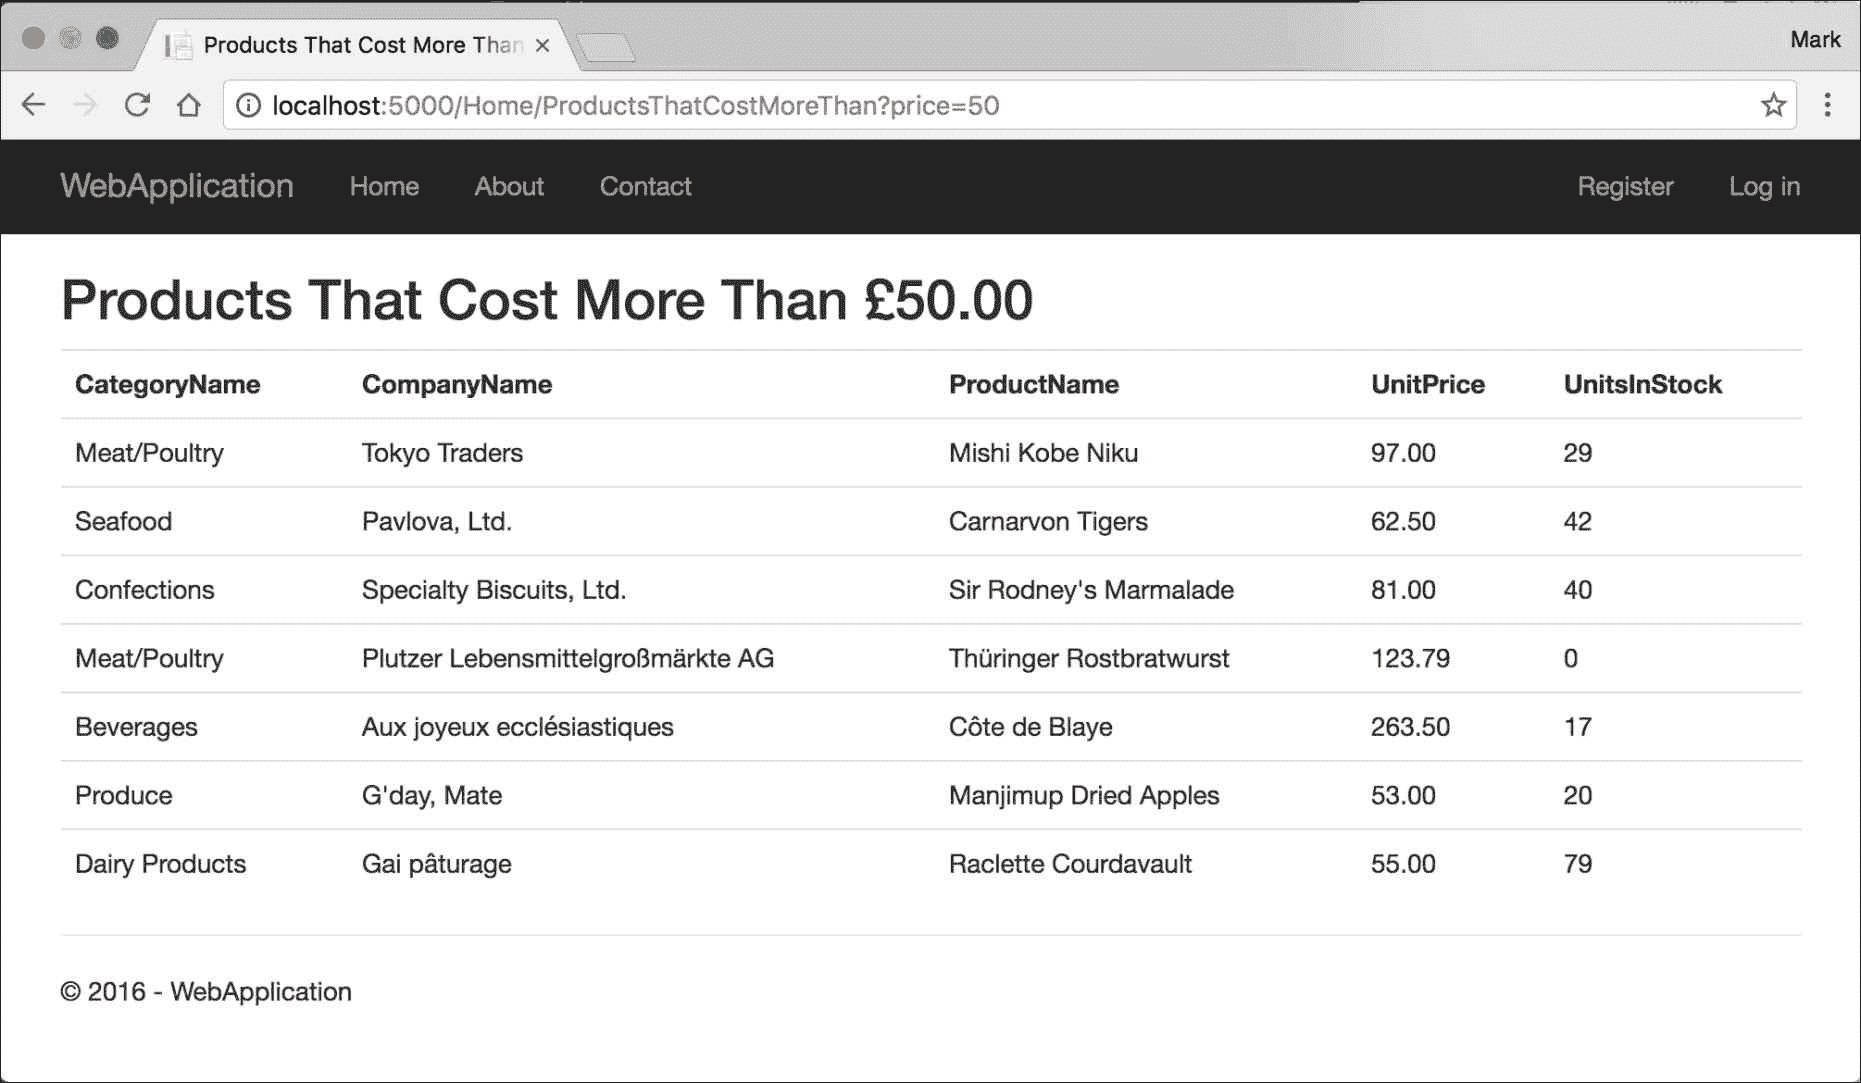 Products That Cost More Than
Mark
localhost:5000/Home/ProductsThatCostMoreThan?price=50
WebApplication Home About Contact Register Log in
Products That Cost More Than £50.00
CategoryName CompanyName ProductName UnitPrice UnitsInStock
Meat/Poultry Tokyo Traders Mishi Kobe Niku 97.00 29
Seafood Pavlova, Ltd. Carnarvon Tigers 62.50 42
Confections Specialty Biscuits, Ltd. Sir Rodney's Marmalade 81.00 40
Meat/Poultry Plutzer Lebensmittelgroßmärkte AG Thüringer Rostbratwurst 123.79 0
Beverages Aux joyeux ecclésiastiques Côte de Blaye 263.50 17
Produce G'day, Mate Manjimup Dried Apples 53.00 20
Dairy Products Gai pâturage Raclette Courdavault 55.00 79
© 2016 - WebApplication